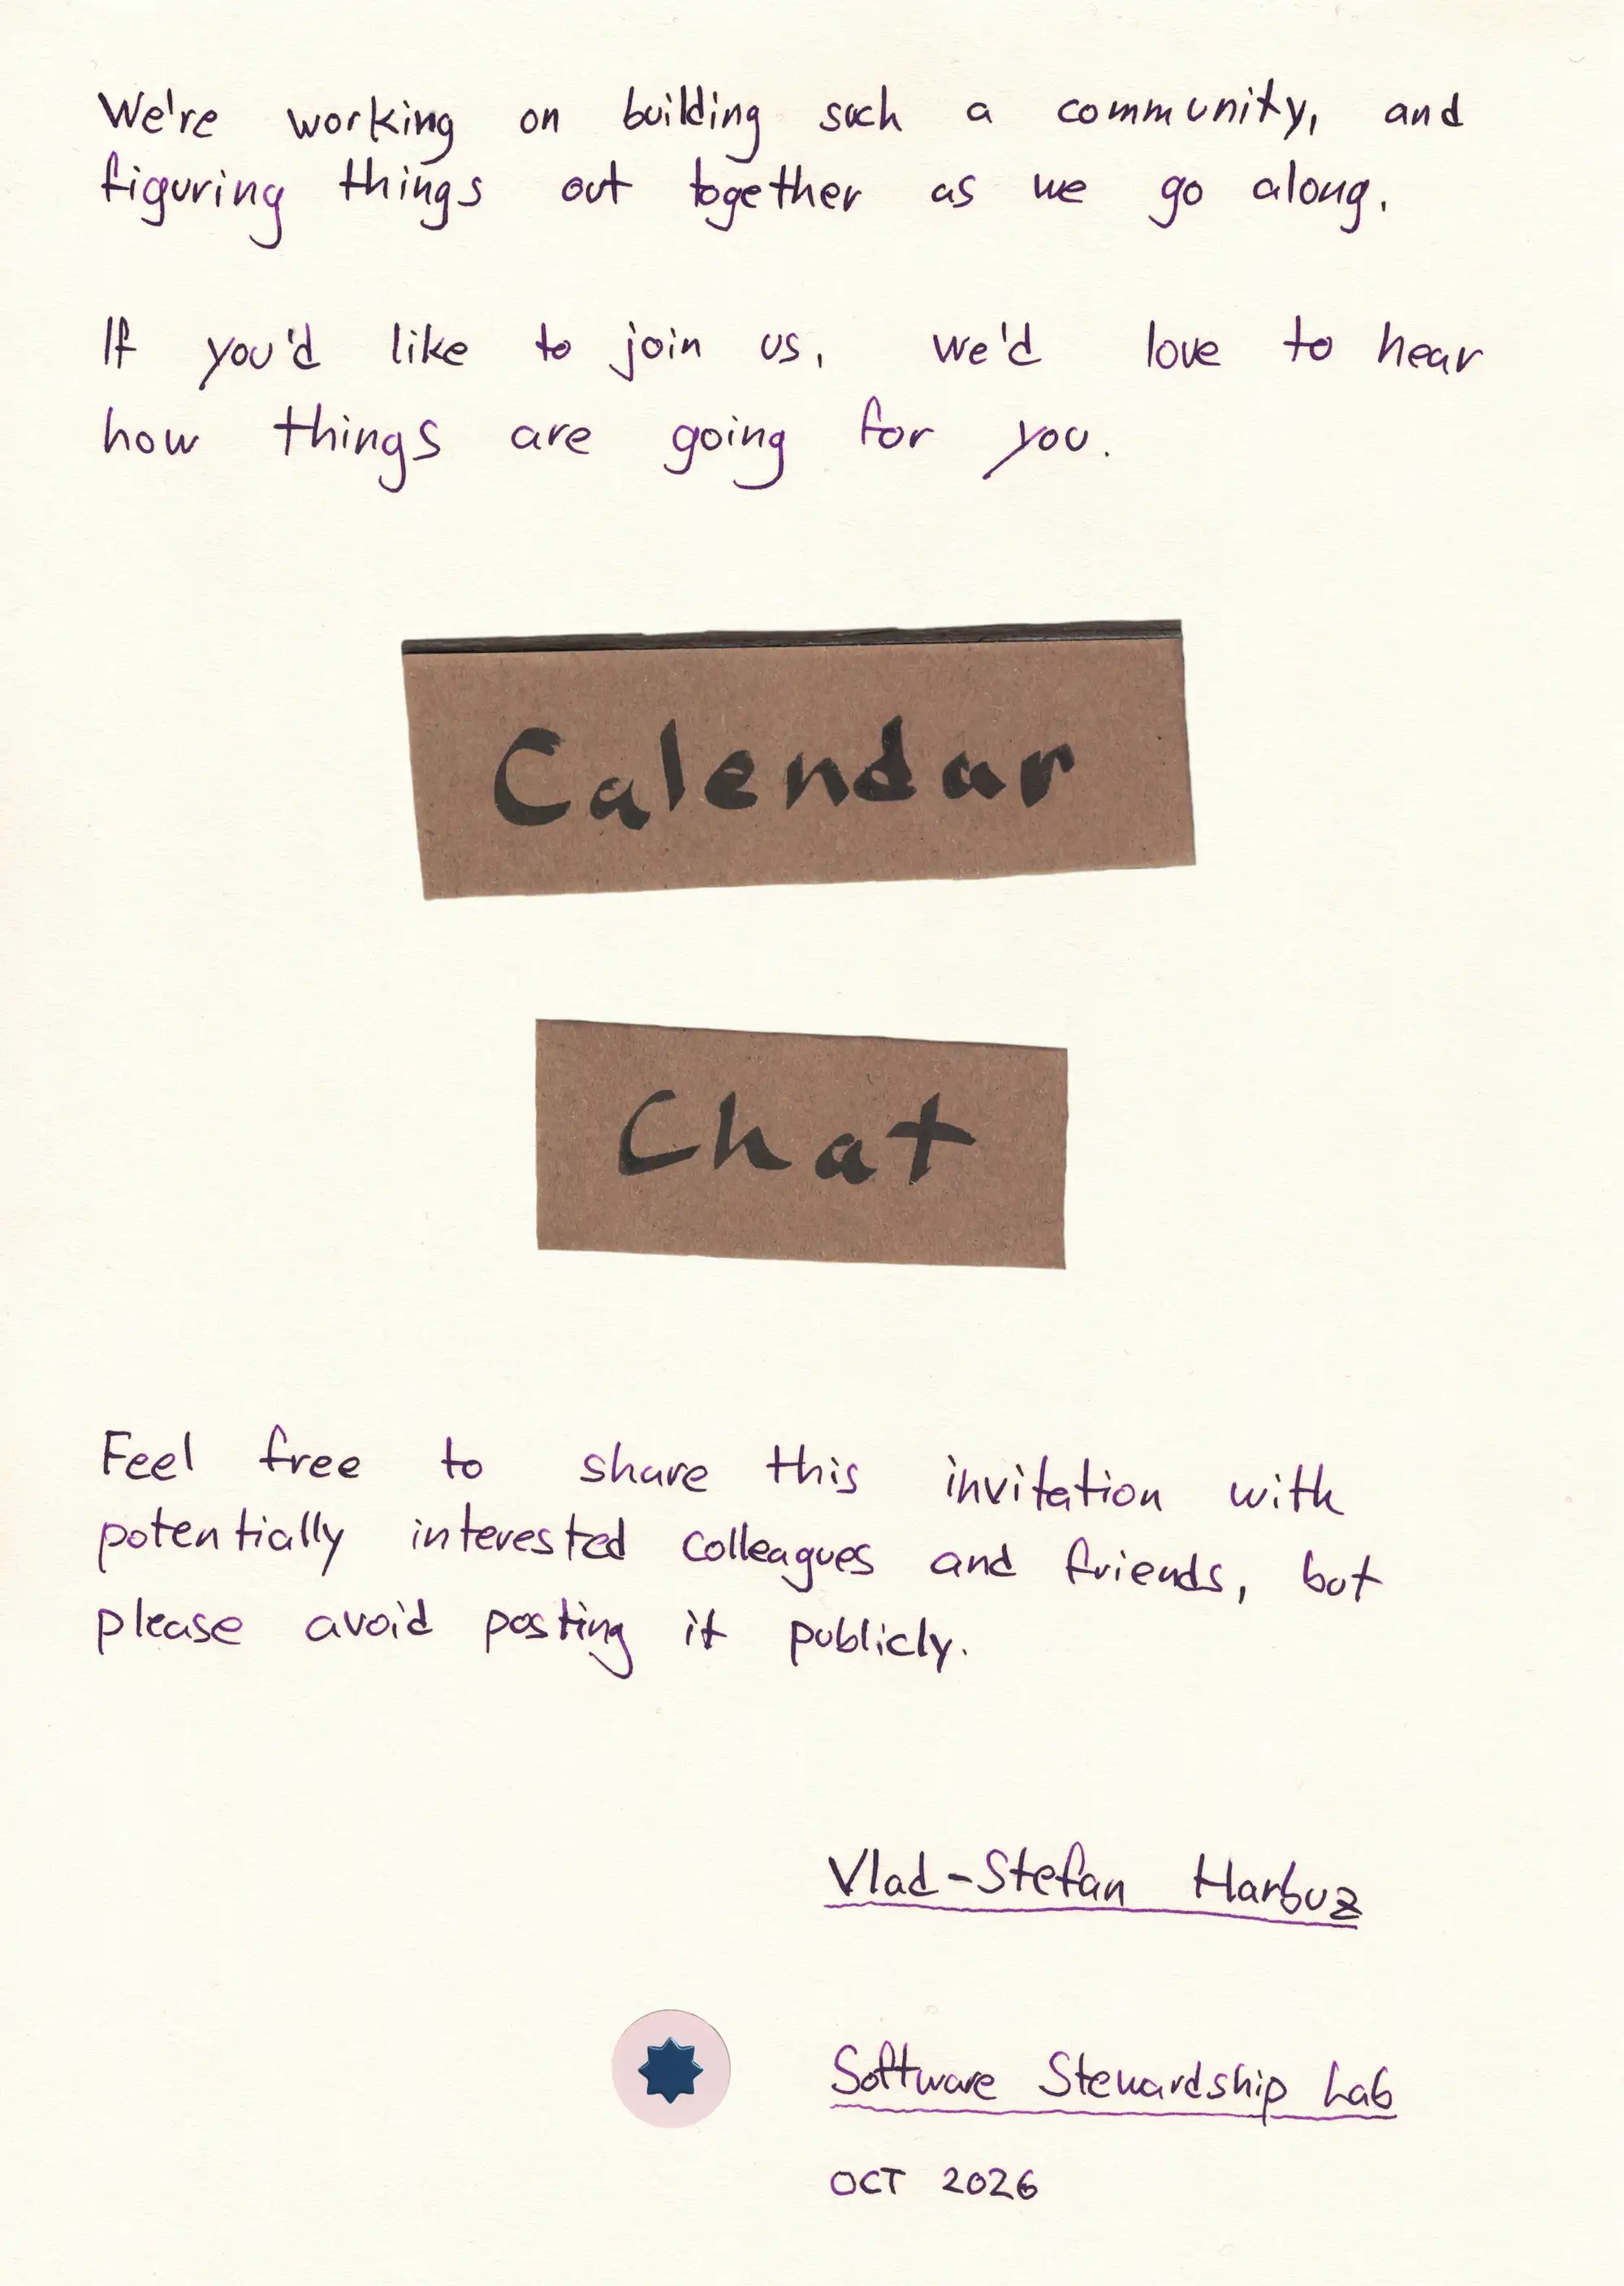 We're working on building such a community, and
figuring things out together as we go along.
If you'd like to join us, we'd love to hear
how things are going for you.
Calendar
Chat
Feel free to share this invitation with
potentially interested colleagues and friends, but
please avoid posting it publicly.
Vlad-Stefan Harbuz
Software Stewardship Lab
OCT 2026